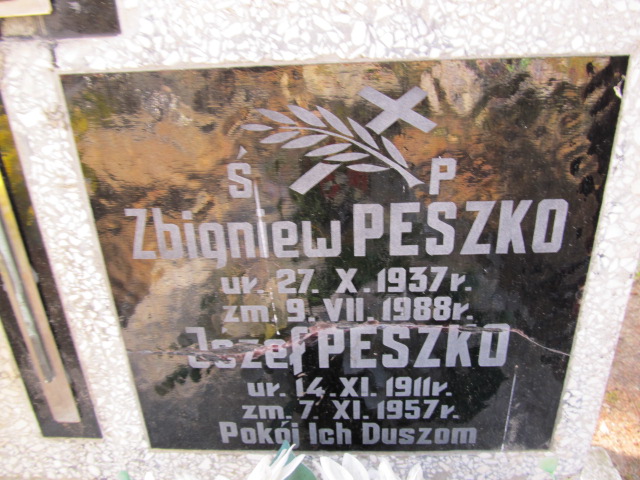 Ś P
Zbigniew PESZKO
ur. 27. X. 1937 r.
zm. 9. VII. 1988 r.
Józef PESZKO
ur. 14. XI. 1911 r.
zm. 7. XI. 1957 r.
Pokój Ich Duszom